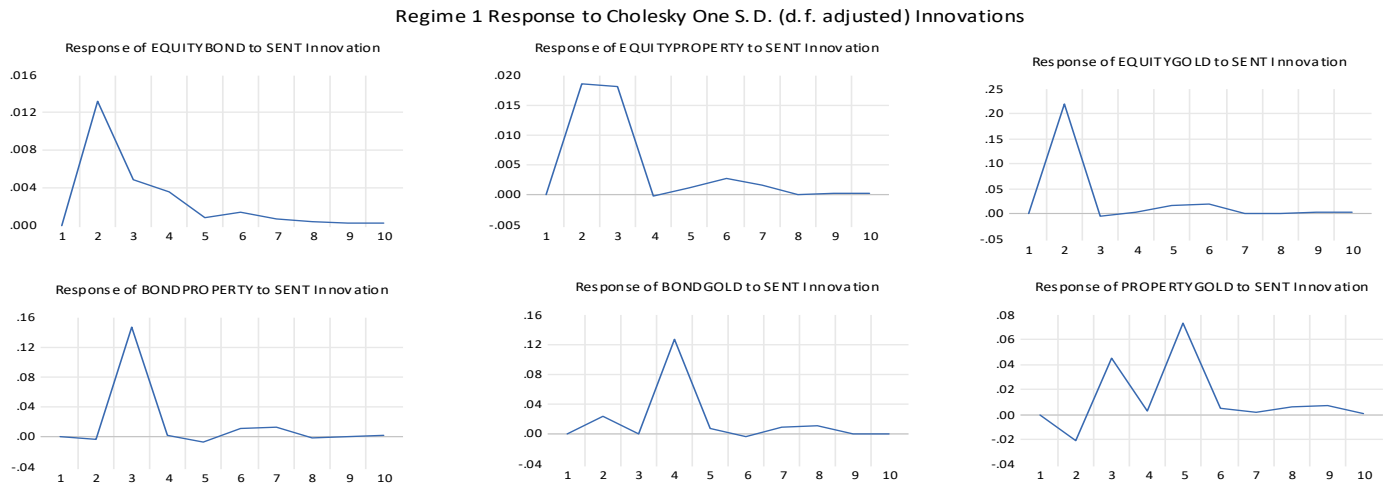 Regime 1 Response to Cholesky One S.D. (d.f. adjusted) Innovations
Response of EQUITYBOND to SENT Innovation
.016
.012
.008
.004
.000
1 2 3 4 5 6 7 8 9 10
Response of EQUITYPROPERTY to SENT Innovation
.020
.015
.010
.005
.000
-.005
1 2 3 4 5 6 7 8 9 10
Response of EQUITYGOLD to SENT Innovation
.25
.20
.15
.10
.05
.00
-.05
1 2 3 4 5 6 7 8 9 10
Response of BONDPROPERTY to SENT Innovation
.16
.12
.08
.04
.00
-.04
1 2 3 4 5 6 7 8 9 10
Response of BONDGOLD to SENT Innovation
.16
.12
.08
.04
.00
-.04
1 2 3 4 5 6 7 8 9 10
Response of PROPERTYGOLD to SENT Innovation
.08
.06
.04
.02
.00
-.02
-.04
1 2 3 4 5 6 7 8 9 10